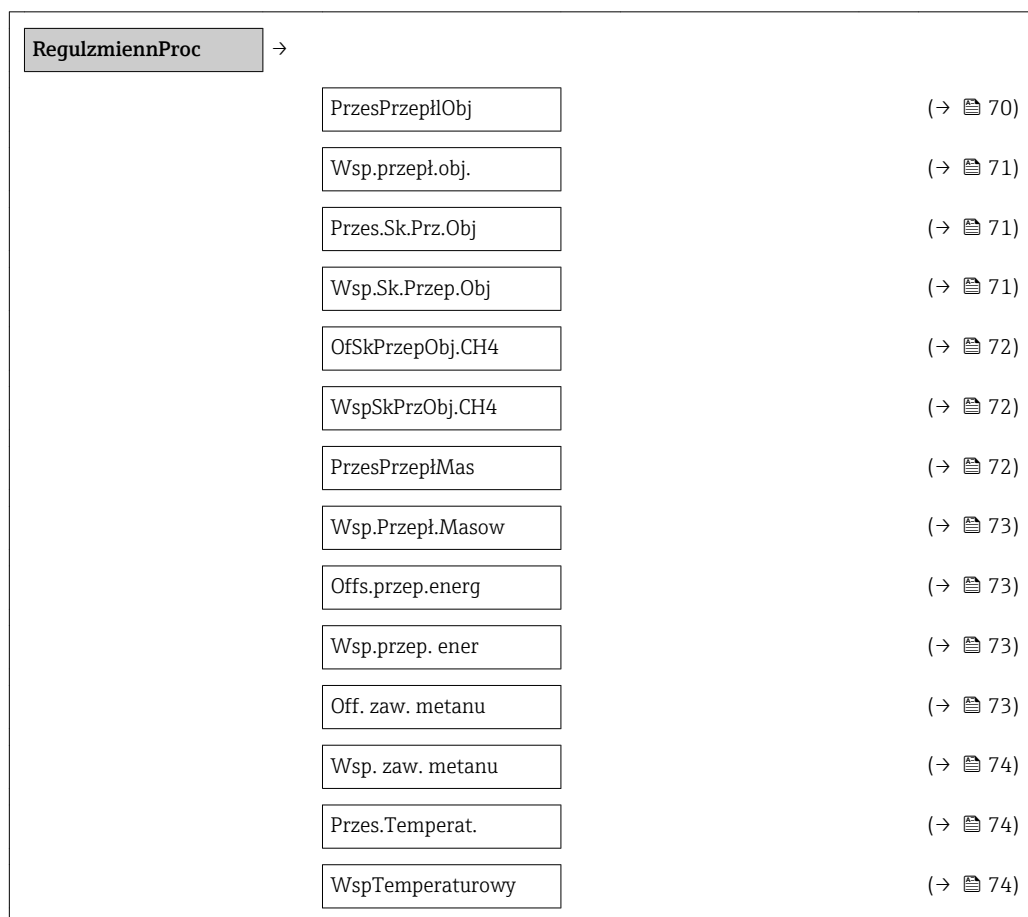 RegulzmiennProc →
PrzesPrzepłlObj (→ 70)
Wsp.przepł.obj. (→ 71)
Przes.Sk.Prz.Obj (→ 71)
Wsp.Sk.Przep.Obj (→ 71)
OfSkPrzepObj.CH4 (→ 72)
WspSkPrzObj.CH4 (→ 72)
PrzesPrzepłMas (→ 72)
Wsp.Przepł.Masow (→ 73)
Offs.przep.energ (→ 73)
Wsp.przep. ener (→ 73)
Off. zaw. metanu (→ 73)
Wsp. zaw. metanu (→ 74)
Przes.Temperat. (→ 74)
WspTemperaturowy (→ 74)